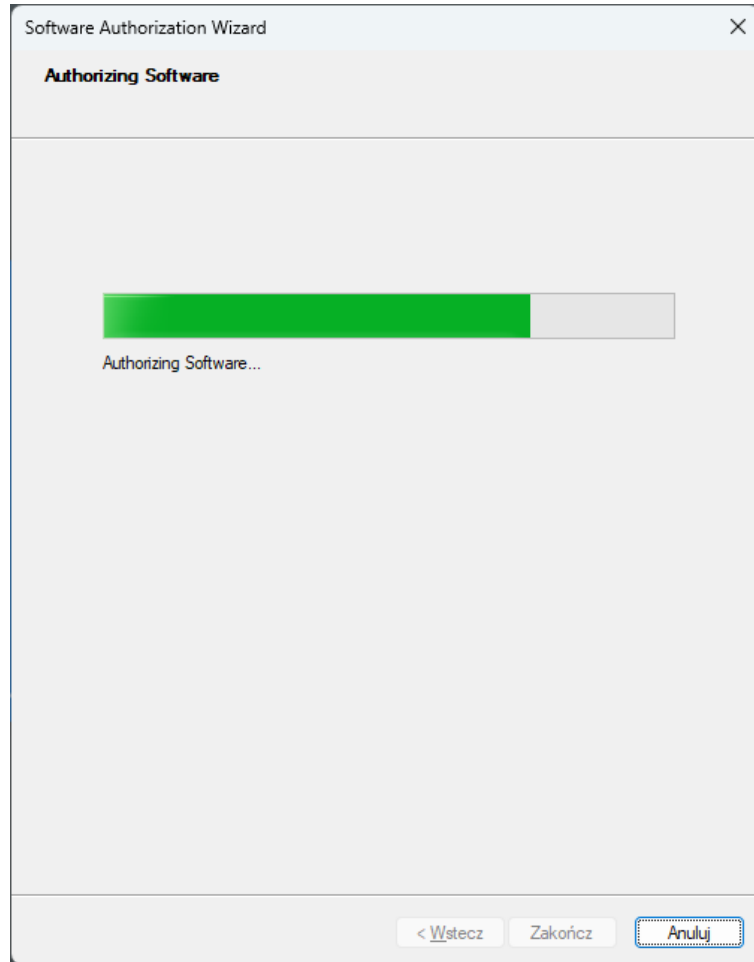 Software Authorization Wizard
Authorizing Software
Authorizing Software...
< Wstecz
Zakończ
Anuluj